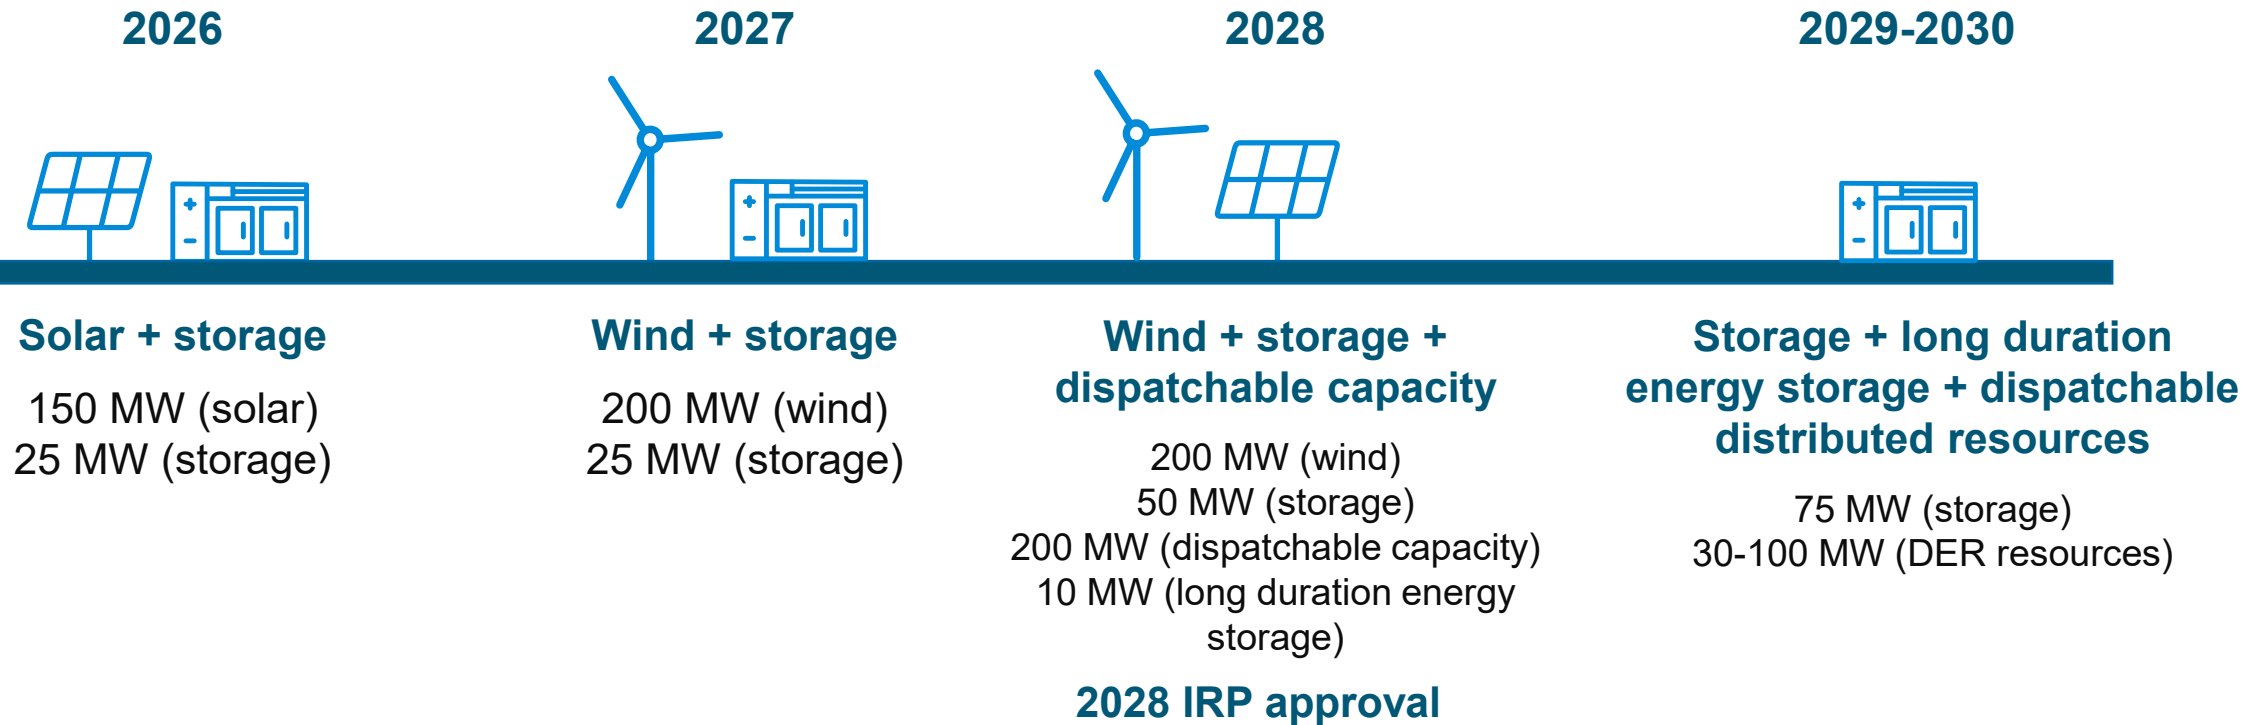 2026
Solar + storage
150 MW (solar)
25 MW (storage)
2027
Wind + storage
200 MW (wind)
25 MW (storage)
2028
Wind + storage +
dispatchable capacity
200 MW (wind)
50 MW (storage)
200 MW (dispatchable capacity)
10 MW (long duration energy
storage)
2028 IRP approval
2029-2030
Storage + long duration
energy storage + dispatchable
distributed resources
75 MW (storage)
30-100 MW (DER resources)